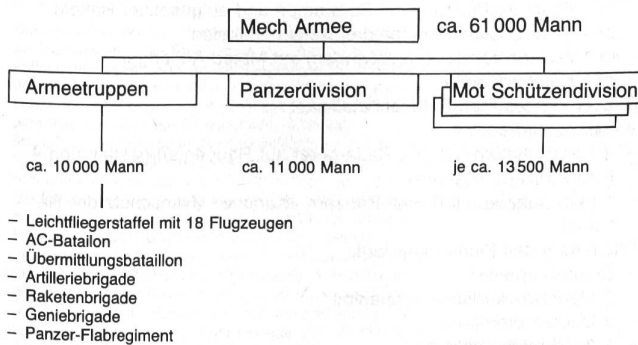 Mech Armee ca. 61 000 Mann
Armeetruppen Panzerdivision Mot Schützendivision
ca. 10 000 Mann ca. 11 000 Mann je ca. 13 500 Mann
– Leichtfliegerstaffel mit 18 Flugzeugen
– AC-Batailon
– Übermittlungsbataillon
– Artilleriebrigade
– Raketenbrigade
– Geniebrigade
– Panzer-Flabregiment